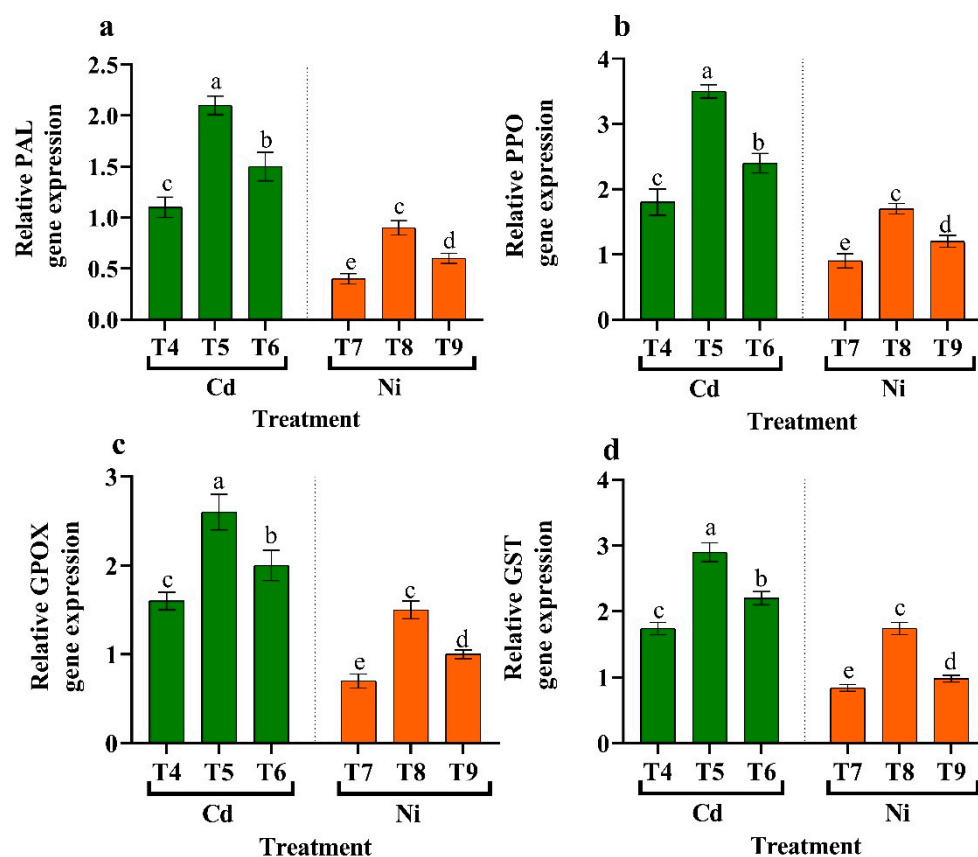 a
Relative PAL
gene expression
2.5
2.0
1.5
1.0
0.5
0.0
c
a
b
e
c
d
T4 T5 T6 T7 T8 T9
Cd Ni
Treatment
b
Relative PPO
gene expression
4
3
2
1
0
c
a
b
e
c
d
T4 T5 T6 T7 T8 T9
Cd Ni
Treatment
c
Relative GPOX
gene expression
3
2
1
0
c
a
b
e
c
d
T4 T5 T6 T7 T8 T9
Cd Ni
Treatment
d
Relative GST
gene expression
4
3
2
1
0
c
a
b
e
c
d
T4 T5 T6 T7 T8 T9
Cd Ni
Treatment